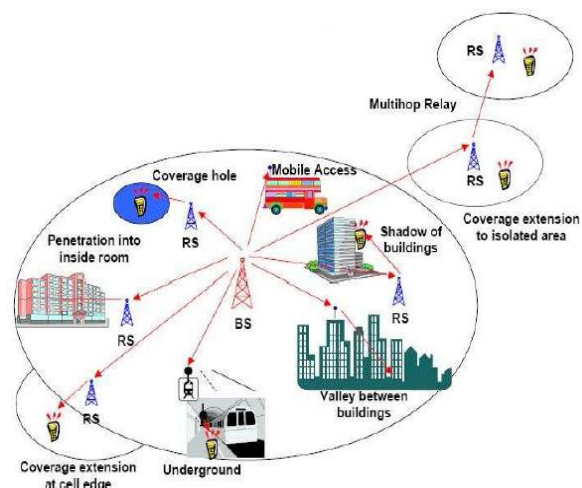 RS
Multihop Relay
RS
Coverage extension
to isolated area
Coverage hole
Mobile Access
RS
Shadow of
buildings
Penetration into
inside room
RS
BS
RS
RS
Valley between
buildings
Coverage extension
at cell edge
Underground